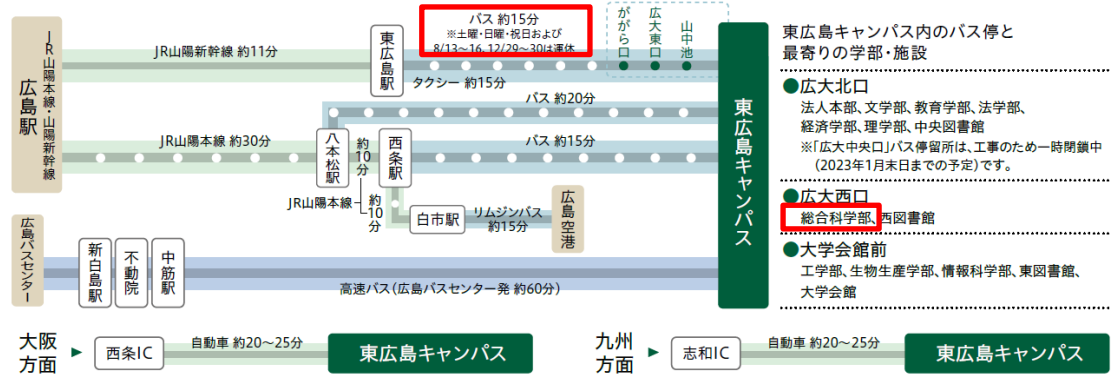 広島駅
JR山陽本線・山陽新幹線
JR山陽新幹線 約11分
東広島駅
バス 約15分
※土曜・日曜・祝日および
8/13～16、12/29～30は運休
ががら口
広大東口
山中池
タクシー 約15分
バス 約20分
JR山陽本線 約30分
八本松駅
約10分
西条駅
バス 約15分
JR山陽本線
約10分
白市駅
リムジンバス
約15分
広島空港
東広島キャンパス
広島バスセンター
新白島駅
不動院
中筋駅
高速バス(広島バスセンター発 約60分)
東広島キャンパス内のバス停と
最寄りの学部・施設
●広大北口
法人本部、文学部、教育学部、法学部、
経済学部、理学部、中央図書館
※「広大中央口」バス停留所は、工事のため一時閉鎖中
(2023年1月末日までの予定)です。
●広大西口
総合科学部、西図書館
●大学会館前
工学部、生物生産学部、情報科学部、東図書館、
大学会館
大阪
方面
西条IC
自動車 約20～25分
東広島キャンパス
九州
方面
志和IC
自動車 約20～25分
東広島キャンパス